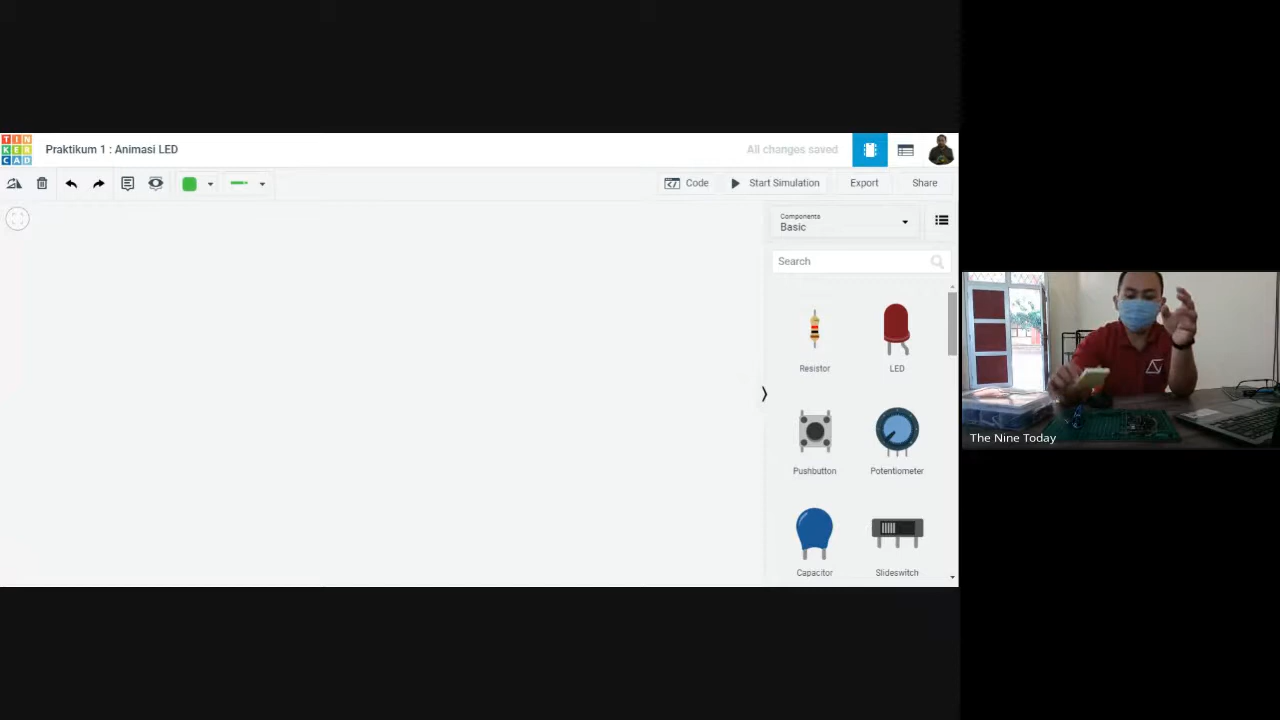 TIN
KER
CAD
Praktikum 1 : Animasi LED
All changes saved
Code
Start Simulation
Export
Share
Components
Basic
Search
Resistor
LED
Pushbutton
Potentiometer
Capacitor
Slideswitch
The Nine Today